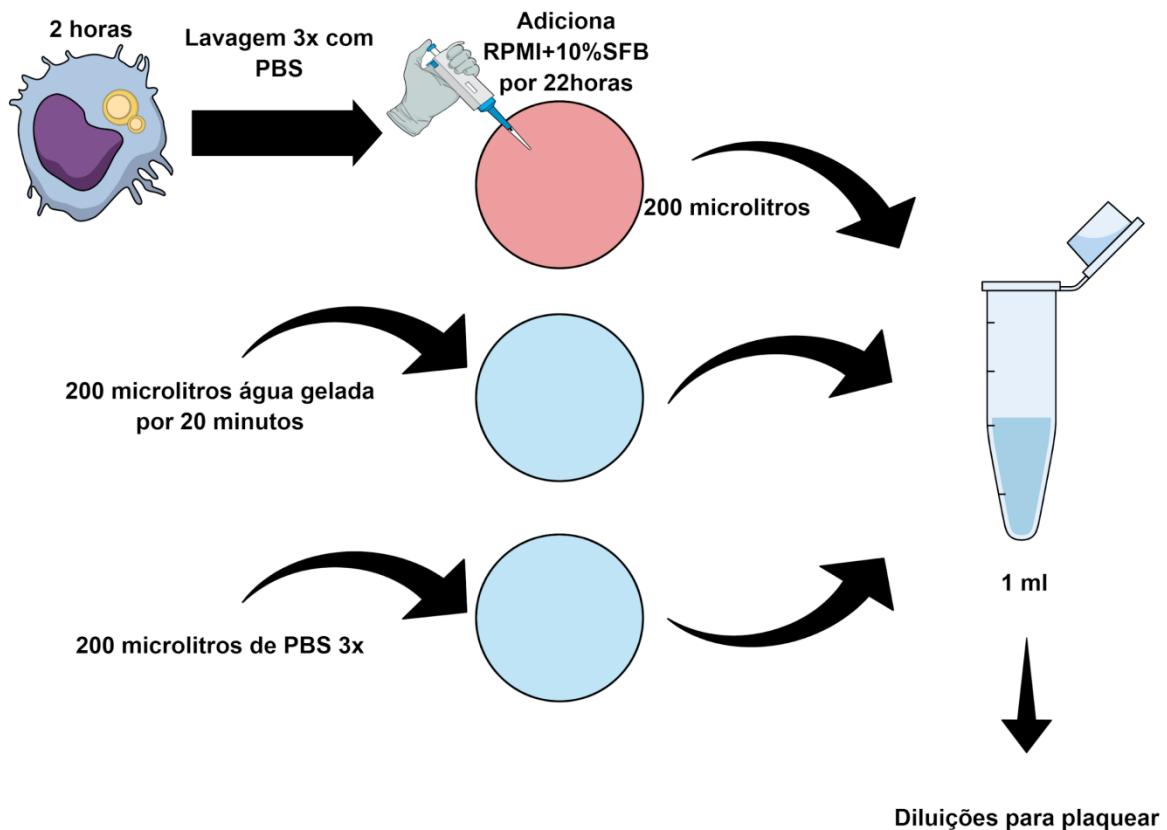 2 horas
Lavagem 3x com
PBS
Adiciona
RPMI+10%SFB
por 22horas
200 microlitros
200 microlitros água gelada
por 20 minutos
200 microlitros de PBS 3x
1 ml
Diluições para plaquear